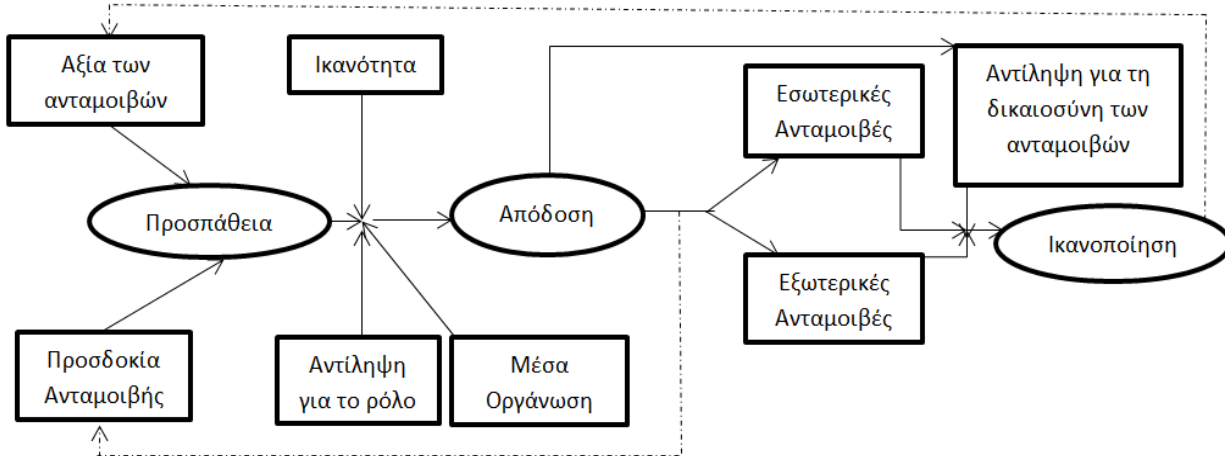 Αξία των
ανταμοιβών
Ικανότητα
Εσωτερικές
Ανταμοιβές
Αντίληψη για τη
δικαιοσύνη των
ανταμοιβών
Προσπάθεια
Απόδοση
Ικανοποίηση
Εξωτερικές
Ανταμοιβές
Προσδοκία
Ανταμοιβής
Αντίληψη
για το ρόλο
Μέσα
Οργάνωση